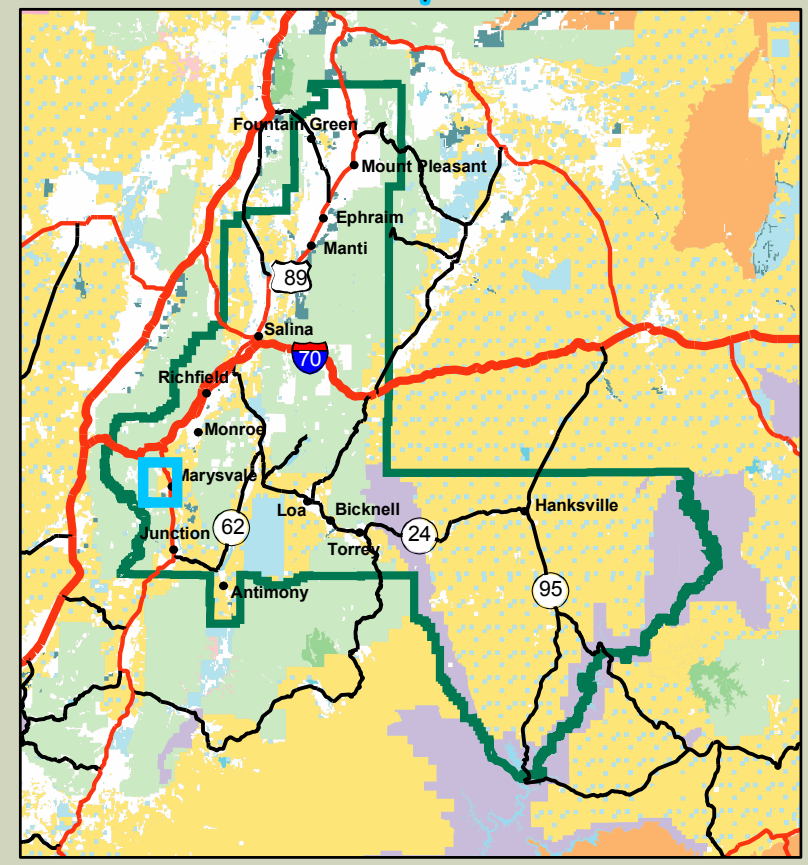 Fountain Green
Mount Pleasant
Ephraim
Manti
89
Salina
70
Richfield
Monroe
Marysvale
Loa
Bicknell
Hanksville
62
24
Junction
Torrey
95
Antimony